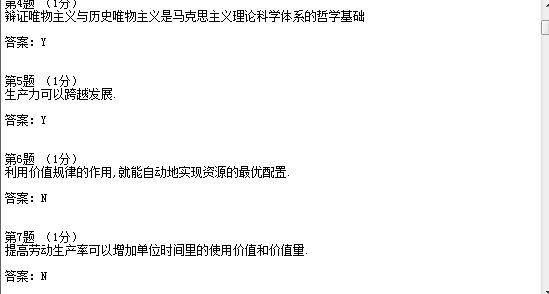 第4题 （1分）
辩证唯物主义与历史唯物主义是马克思主义理论科学体系的哲学基础
答案：Y
第5题 （1分）
生产力可以跨越发展.
答案：Y
第6题 （1分）
利用价值规律的作用,就能自动地实现资源的最优配置.
答案：N
第7题 （1分）
提高劳动生产率可以增加单位时间里的使用价值和价值量.
答案：N